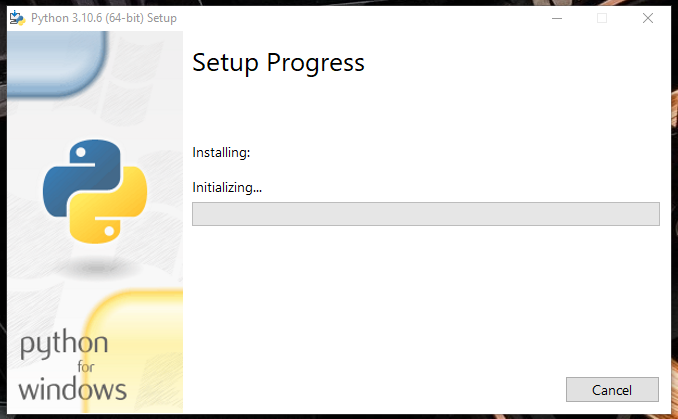 Python 3.10.6 (64-bit) Setup
Setup Progress
Installing:
Initializing...
python
for
windows
Cancel